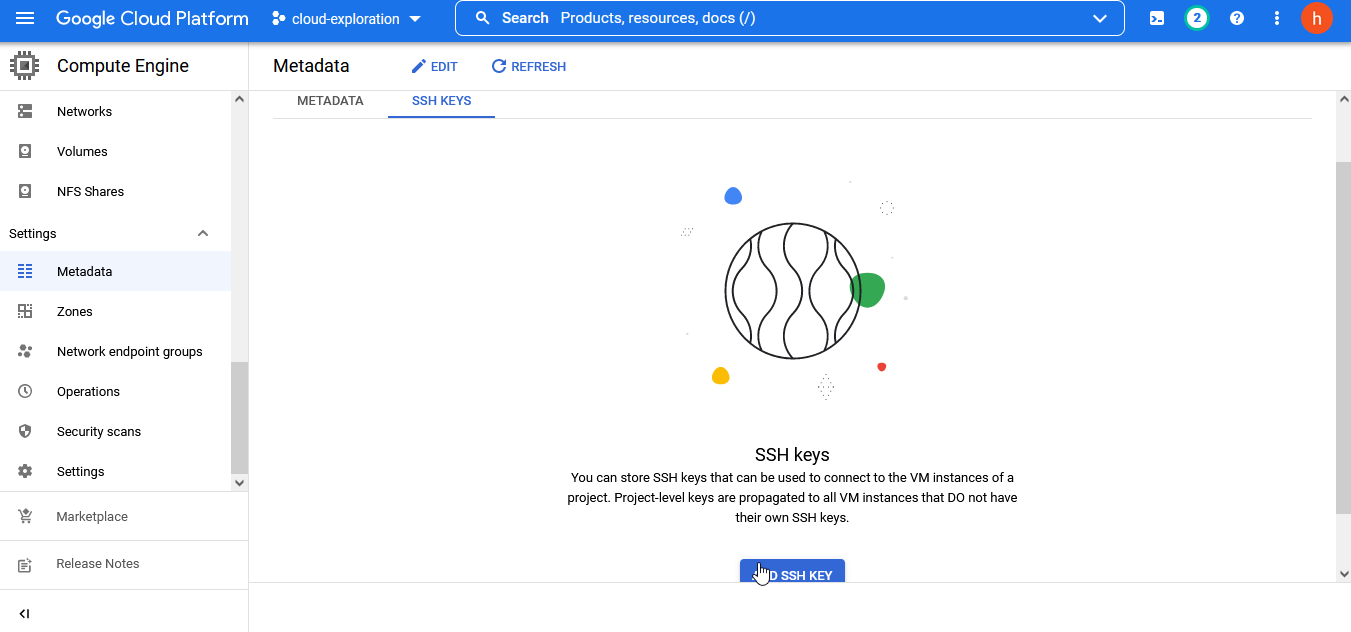 Google Cloud Platform
cloud-exploration
Search Products, resources, docs (/)
2
?
h
Compute Engine
Metadata
EDIT
REFRESH
METADATA
SSH KEYS
Networks
Volumes
NFS Shares
Settings
Metadata
Zones
Network endpoint groups
Operations
Security scans
Settings
Marketplace
Release Notes
SSH keys
You can store SSH keys that can be used to connect to the VM instances of a
project. Project-level keys are propagated to all VM instances that DO not have
their own SSH keys.
SSH KEY